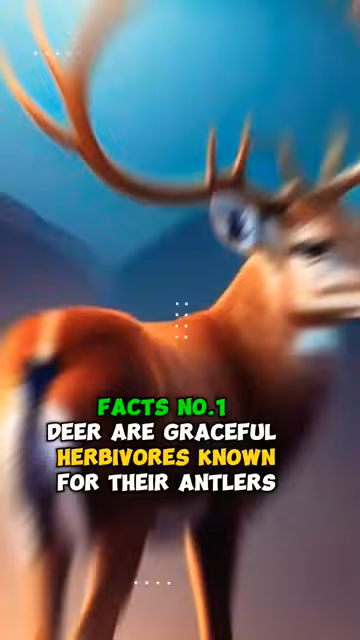 FACTS NO.1
DEER ARE GRACEFUL
HERBIVORES KNOWN
FOR THEIR ANTLERS